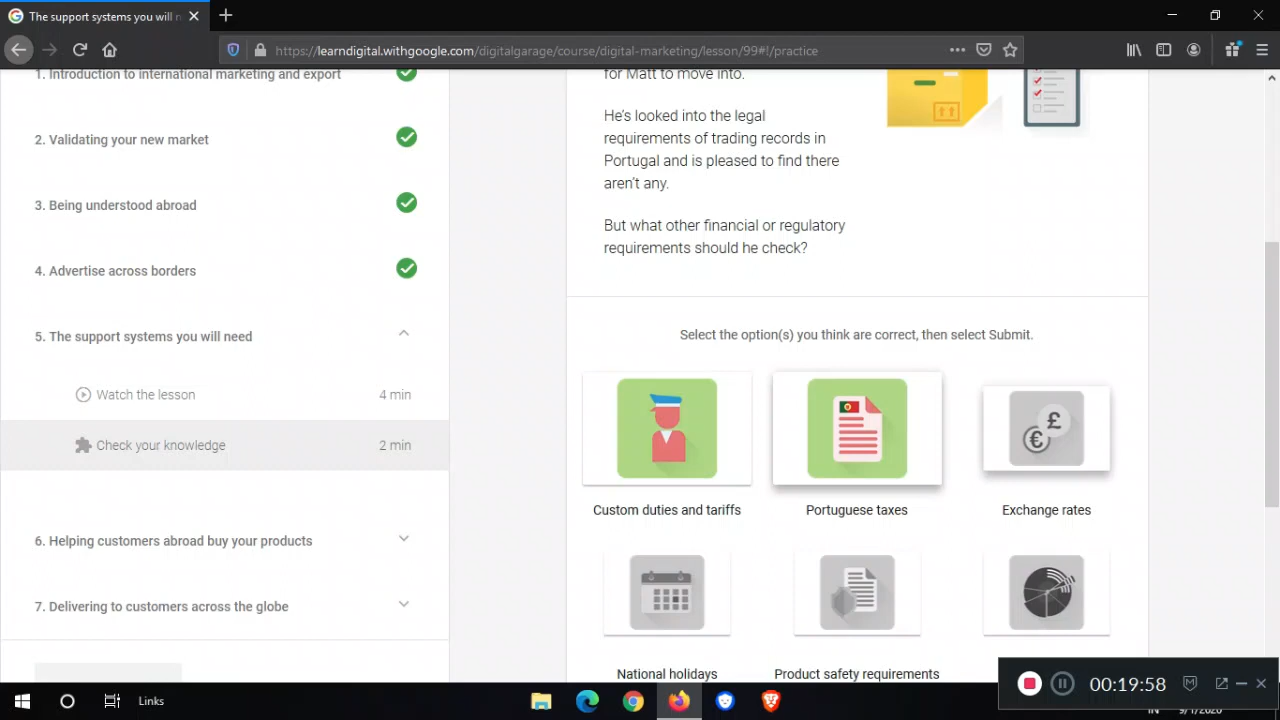 The support systems you will n
https://learndigital.withgoogle.com/digitalgarage/course/digital-marketing/lesson/99#!/practice
1. Introduction to international marketing and export
2. Validating your new market
3. Being understood abroad
4. Advertise across borders
5. The support systems you will need
Watch the lesson 4 min
Check your knowledge 2 min
6. Helping customers abroad buy your products
7. Delivering to customers across the globe
for Matt to move into.
He's looked into the legal
requirements of trading records in
Portugal and is pleased to find there
aren't any.
But what other financial or regulatory
requirements should he check?
Select the option(s) you think are correct, then select Submit.
Custom duties and tariffs
Portuguese taxes
£
€
Exchange rates
National holidays
Product safety requirements
00:19:58
Links
IN 9/1/2020